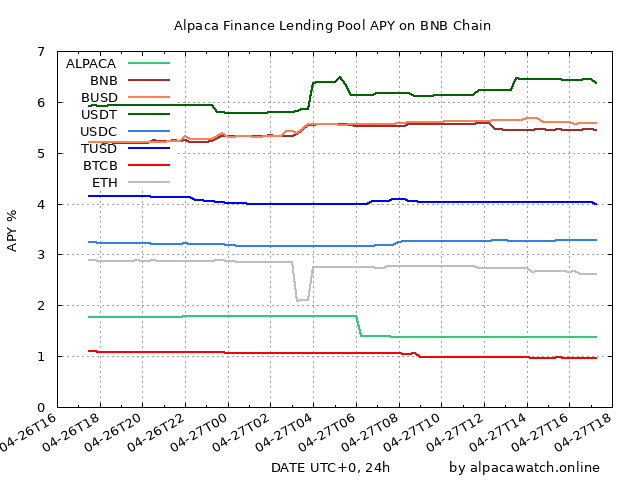 Alpaca Finance Lending Pool APY on BNB Chain
7
6
5
4
3
2
1
0
APY %
ALPACA
BNB
BUSD
USDT
USDC
TUSD
BTCB
ETH
04-26T16
04-26T18
04-26T20
04-26T22
04-27T00
04-27T02
04-27T04
04-27T06
04-27T08
04-27T10
04-27T12
04-27T14
04-27T16
04-27T18
DATE UTC+0, 24h
by alpacawatch.online